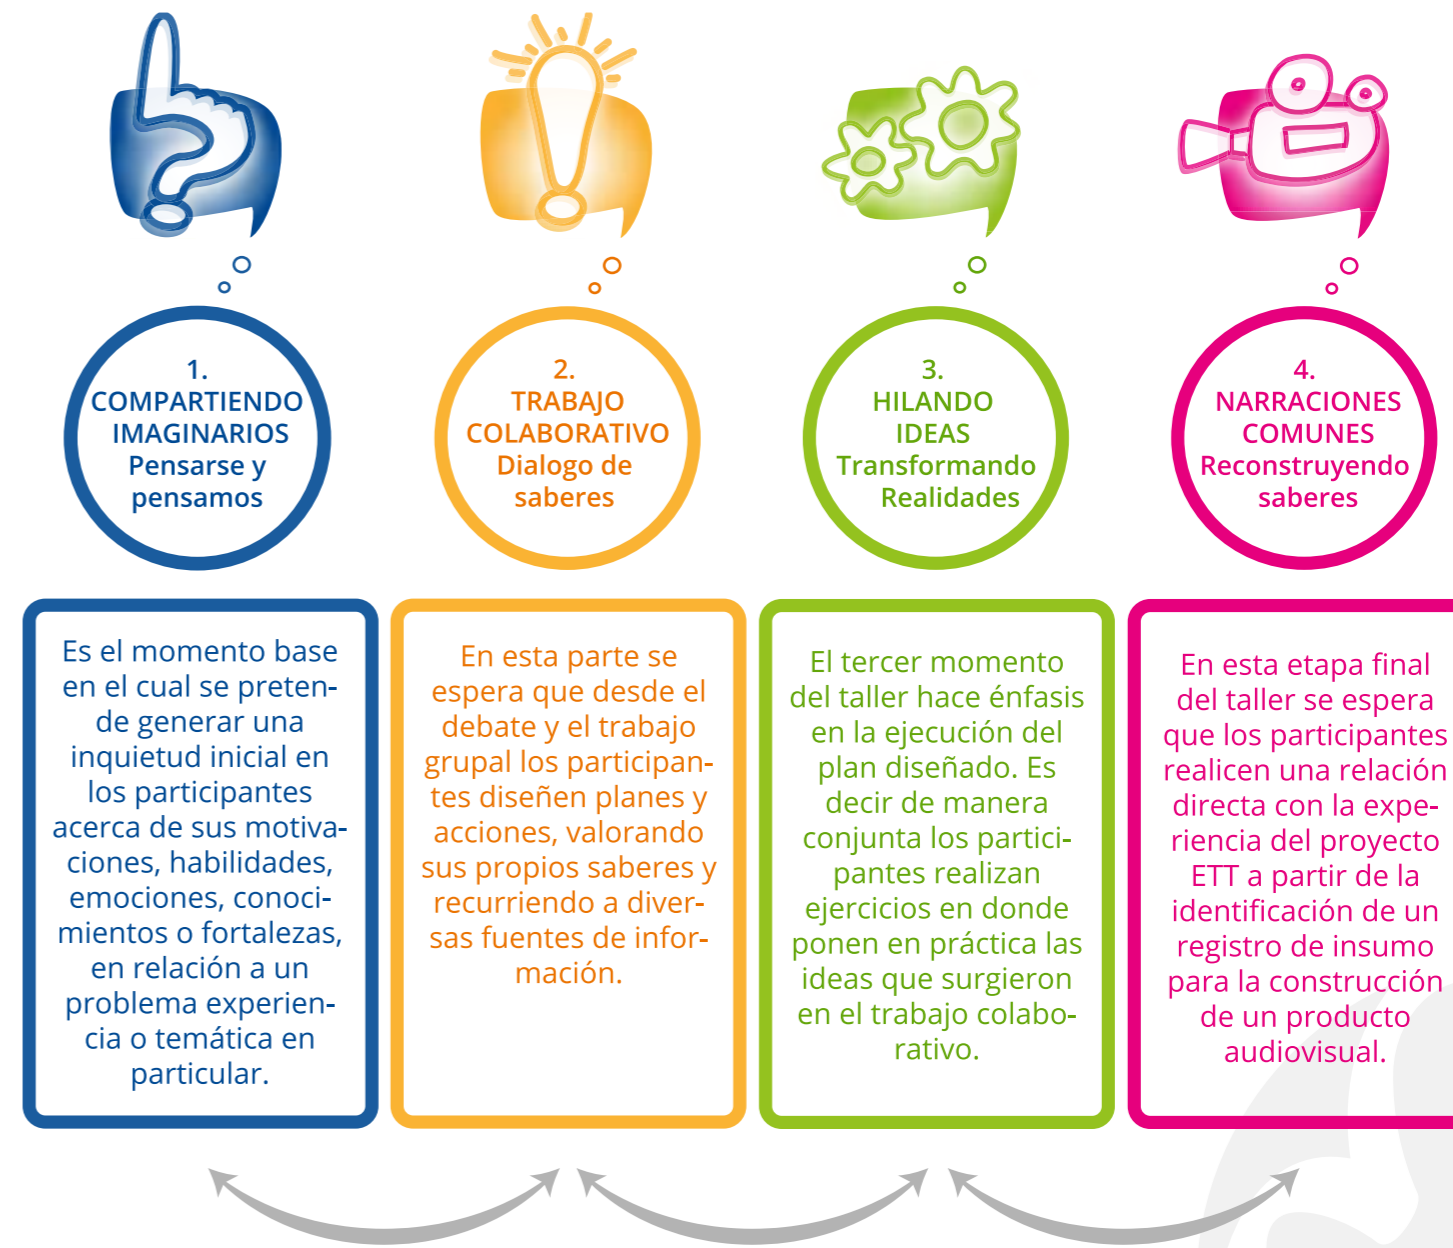 1.
COMPARTIENDO
IMAGINARIOS
Pensarse y
pensamos
2.
TRABAJO
COLABORATIVO
Dialogo de
saberes
3.
HILANDO
IDEAS
Transformando
Realidades
4.
NARRACIONES
COMUNES
Reconstruyendo
saberes
Es el momento base
en el cual se preten-
de generar una
inquietud inicial en
los participantes
acerca de sus motiva-
ciones, habilidades,
emociones, conoci-
mientos o fortalezas,
en relación a un
problema experien-
cia o temática en
particular.
En esta parte se
espera que desde el
debate y el trabajo
grupal los participan-
tes diseñen planes y
acciones, valorando
sus propios saberes y
recurriendo a diver-
sas fuentes de infor-
mación.
El tercer momento
del taller hace énfasis
en la ejecución del
plan diseñado. Es
decir de manera
conjunta los partici-
pantes realizan
ejercicios en donde
ponen en práctica las
ideas que surgieron
en el trabajo colabo-
rativo.
En esta etapa final
del taller se espera
que los participantes
realicen una relación
directa con la expe-
riencia del proyecto
ETT a partir de la
identificación de un
registro de insumo
para la construcción
de un producto
audiovisual.